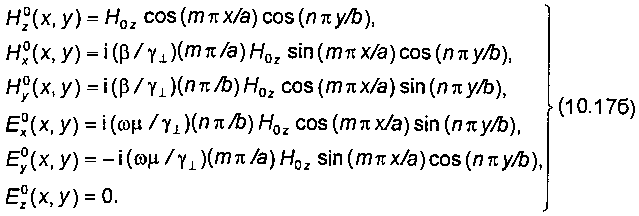 H_z^0(x, y) = H_{0z} cos(mπx/a) cos(nπy/b),
H_x^0(x, y) = i(β/γ_⊥)(mπ/a) H_{0z} sin(mπx/a) cos(nπy/b),
H_y^0(x, y) = i(β/γ_⊥)(nπ/b) H_{0z} cos(mπx/a) sin(nπy/b),
E_x^0(x, y) = i(ωμ/γ_⊥)(nπ/b) H_{0z} cos(mπx/a) sin(nπy/b),
E_y^0(x, y) = −i(ωμ/γ_⊥)(mπ/a) H_{0z} sin(mπx/a) cos(nπy/b),
E_z^0(x, y) = 0.
(10.17б)